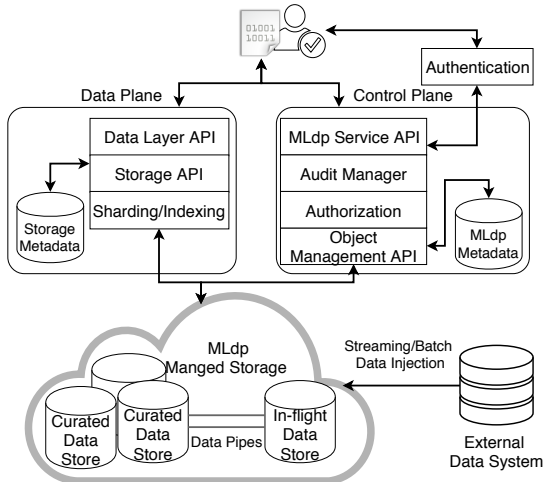 01001
10011
Authentication
Data Plane
Control Plane
Data Layer API
Storage API
Sharding/Indexing
Storage
Metadata
MLdp Service API
Audit Manager
Authorization
Object
Management API
MLdp
Metadata
MLdp
Manged Storage
Streaming/Batch
Data Injection
Curated
Data
Store
Curated
Data
Store
Data Pipes
In-flight
Data
Store
External
Data System